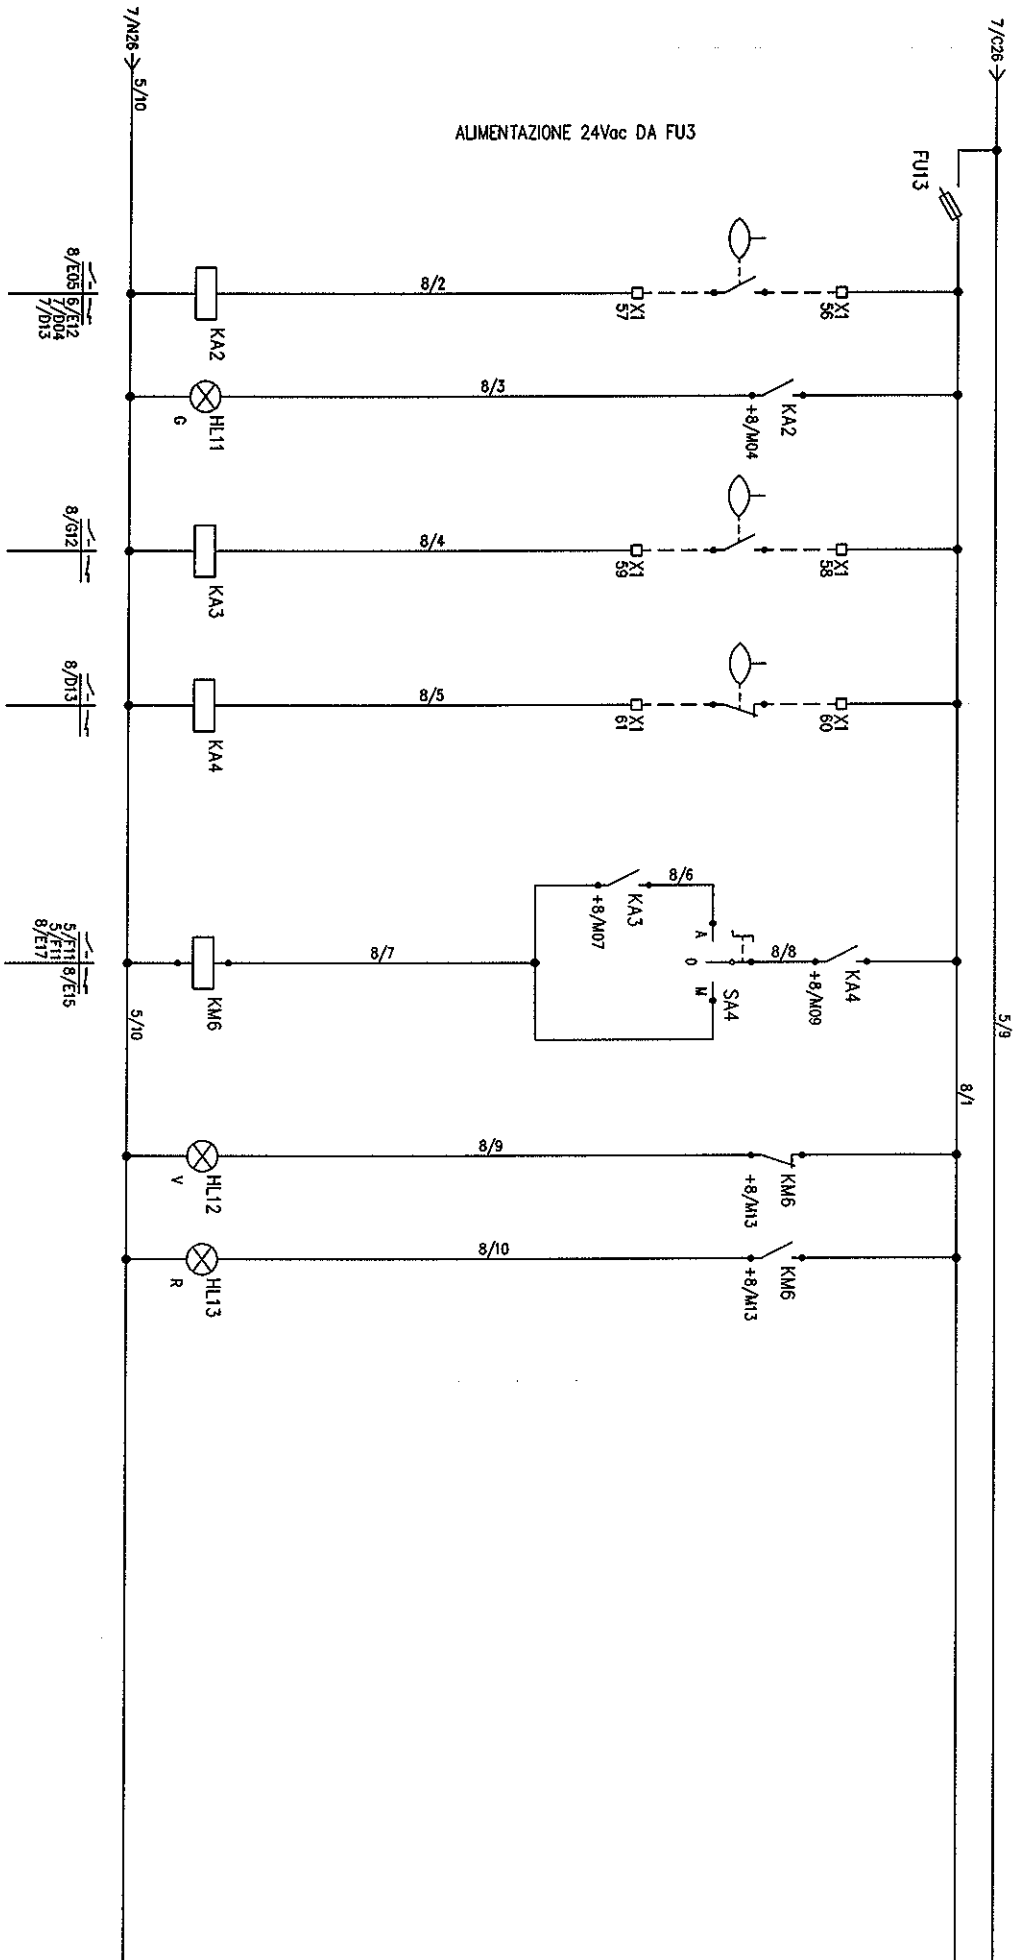 7/N26
5/10
7/C26
ALIMENTAZIONE 24Vac DA FU3
FU13
8/E05
6/E12
7/D04
7/D13
KA2
8/2
X1
57
X1
56
G
HL11
8/3
+8/M04
KA2
8/G12
KA3
8/4
X1
59
X1
58
8/D13
KA4
8/5
X1
61
X1
60
5/F11
5/F11
8/E17
8/E15
5/10
KM6
8/7
8/6
+8/M07
KA3
A
0
M
SA4
8/8
+8/M09
KA4
5/9
8/1
V
HL12
8/9
+8/M13
KM6
R
HL13
8/10
+8/M13
KM6